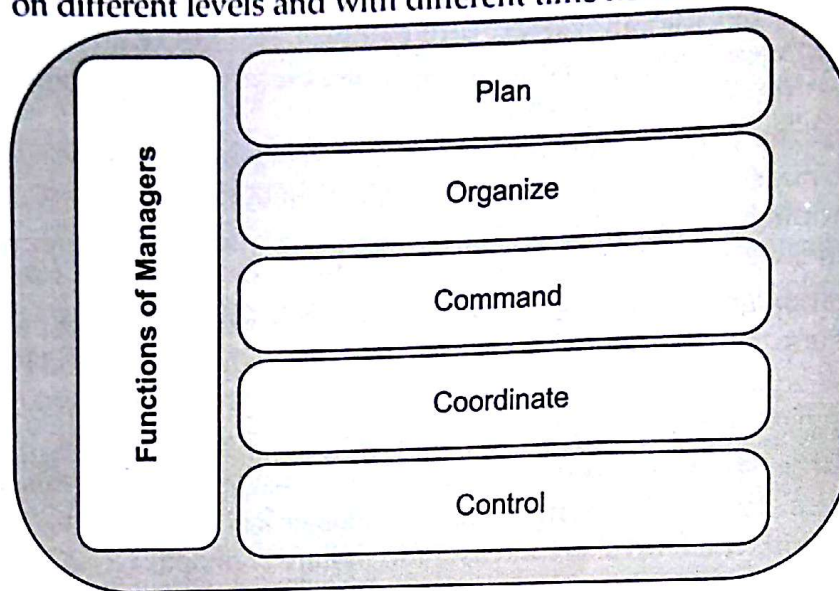 on different levels and with different time
Functions of Managers
Plan
Organize
Command
Coordinate
Control